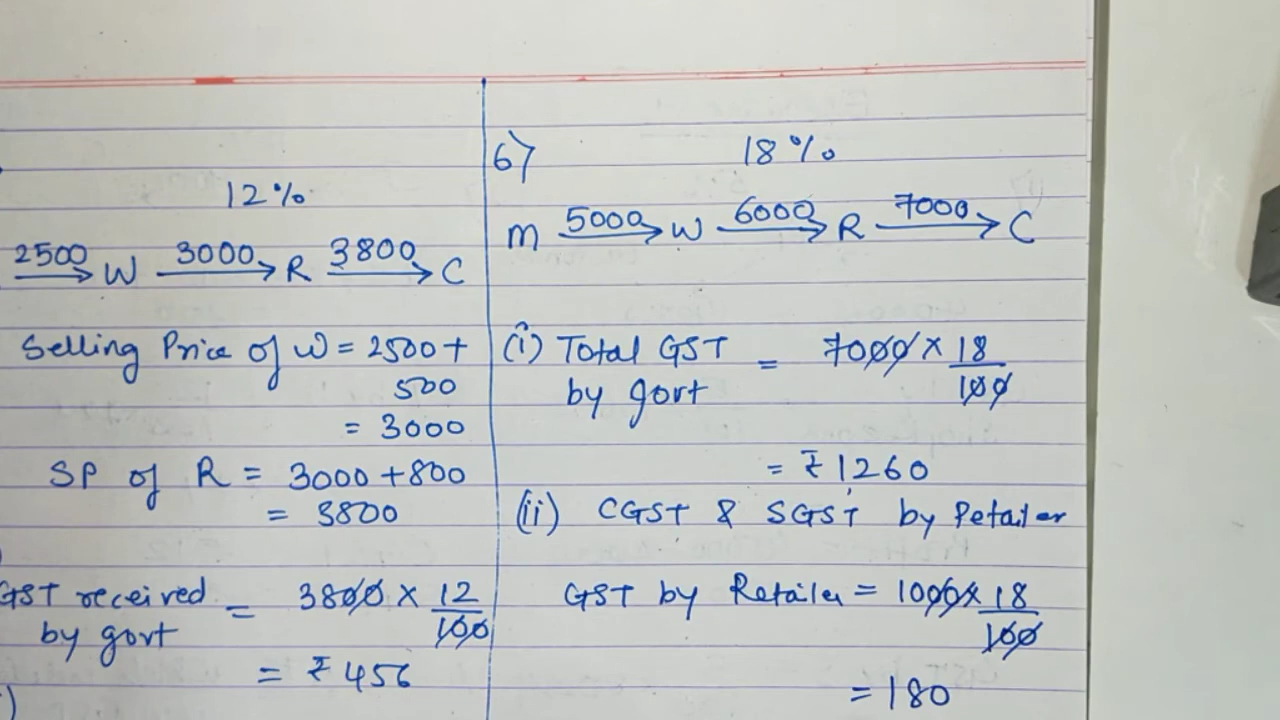 12%
2500 W 3000 R 3800 C
Selling Price of W = 2500 +
500
= 3000
SP of R = 3000 + 800
= 3800
GST received = 3800 × 12/100
by govt
= ₹ 456
6) 18%
m 5000 W 6000 R 7000 C
(i) Total GST = 7000 × 18/100
by govt
= ₹ 1260
(ii) CGST & SGST by Retailer
GST by Retailer = 1000 × 18/100
= 180